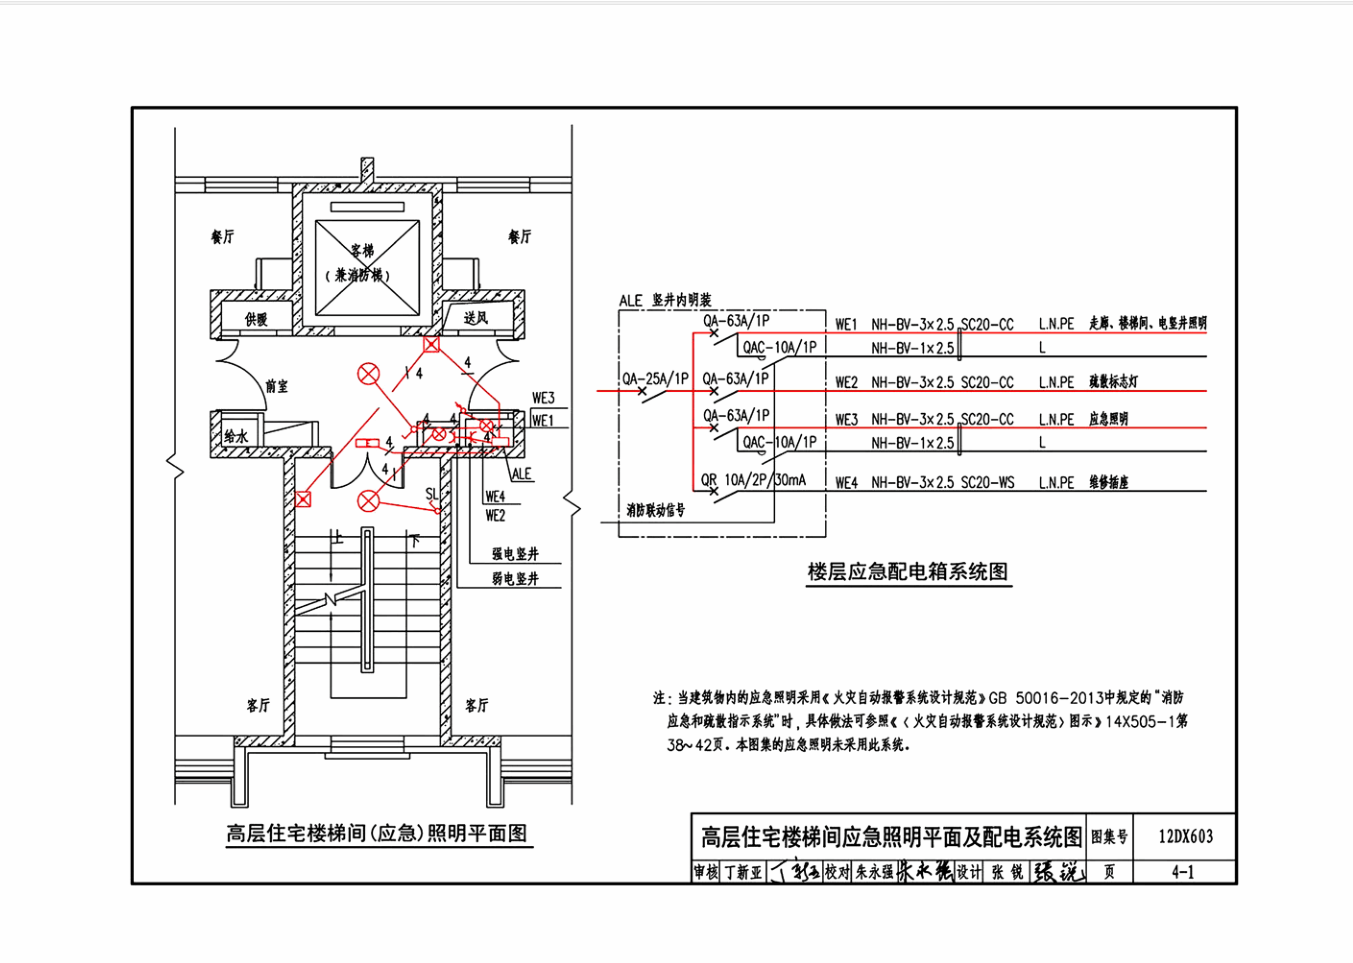 餐厅
餐厅
客梯
(兼消防梯)
供暖
送风
前室
给水
4
4
4
4
4
4
4
WE3
WE1
ALE
SL
WE4
WE2
强电竖井
弱电竖井
上
下
客厅
客厅
高层住宅楼梯间(应急)照明平面图
ALE 竖井内明装
QA-63A/1P WE1 NH-BV-3×2.5 SC20-CC L.N.PE 走廊、楼梯间、电竖井照明
QAC-10A/1P NH-BV-1×2.5 L
QA-25A/1P QA-63A/1P WE2 NH-BV-3×2.5 SC20-CC L.N.PE 疏散标志灯
QA-63A/1P WE3 NH-BV-3×2.5 SC20-CC L.N.PE 应急照明
QAC-10A/1P NH-BV-1×2.5 L
QR 10A/2P/30mA WE4 NH-BV-3×2.5 SC20-WS L.N.PE 维修插座
消防联动信号
楼层应急配电箱系统图
注: 当建筑物内的应急照明采用《火灾自动报警系统设计规范》GB 50016-2013中规定的“消防
应急和疏散指示系统”时, 具体做法可参照《〈火灾自动报警系统设计规范〉图示》14X505-1第
38~42页。本图集的应急照明未采用此系统。
高层住宅楼梯间应急照明平面及配电系统图 图集号 12DX603
审核 丁新亚 校对 朱永强 朱永强 设计 张锐 張锐 页 4-1